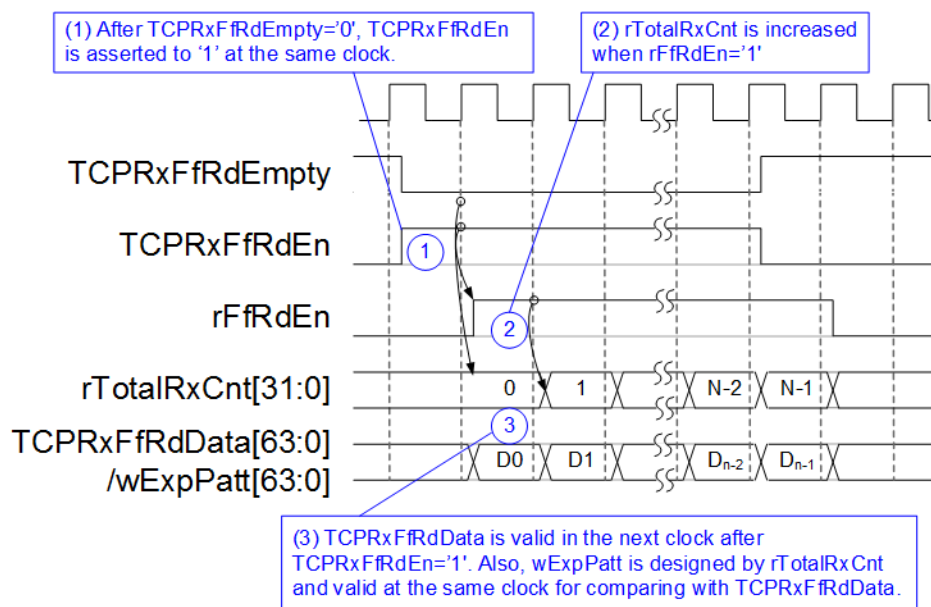 (1) After TCPRxFfRdEmpty=’0’, TCPRxFfRdEn
is asserted to ‘1’ at the same clock.
(2) rTotalRxCnt is increased
when rFfRdEn=’1’
TCPRxFfRdEmpty
TCPRxFfRdEn
1
rFfRdEn
2
rTotalRxCnt[31:0]
0 1 N-2 N-1
3
TCPRxFfRdData[63:0]
/wExpPatt[63:0]
D0 D1 Dn-2 Dn-1
(3) TCPRxFfRdData is valid in the next clock after
TCPRxFfRdEn=’1’. Also, wExpPatt is designed by rTotalRxCnt
and valid at the same clock for comparing with TCPRxFfRdData.